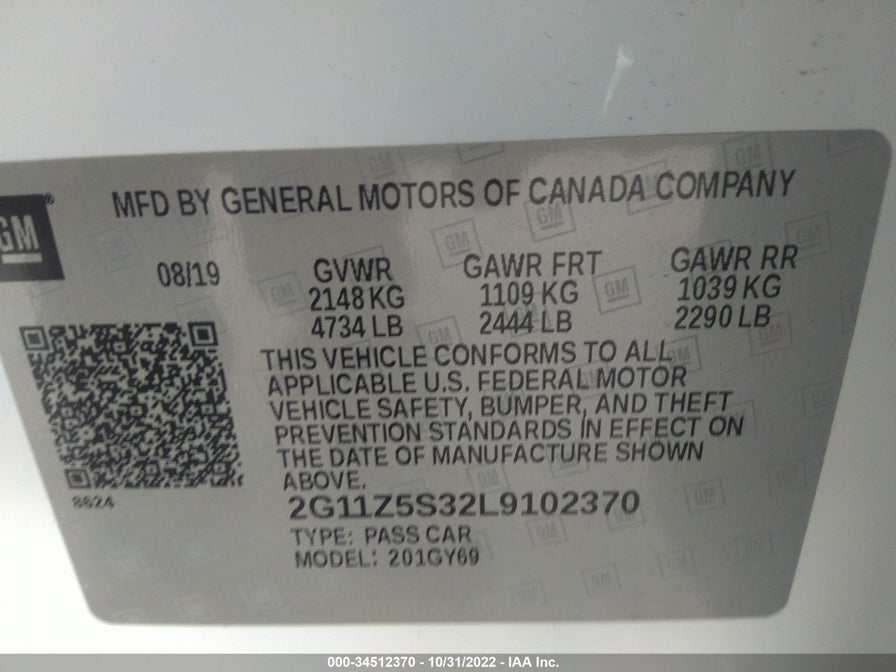 GM®
MFD BY GENERAL MOTORS OF CANADA COMPANY
08/19 GVWR GAWR FRT GAWR RR
2148 KG 1109 KG 1039 KG
4734 LB 2444 LB 2290 LB
THIS VEHICLE CONFORMS TO ALL
APPLICABLE U.S. FEDERAL MOTOR
VEHICLE SAFETY, BUMPER, AND THEFT
PREVENTION STANDARDS IN EFFECT ON
THE DATE OF MANUFACTURE SHOWN
ABOVE.
8624
2G11Z5S32L9102370
TYPE: PASS CAR
MODEL: 201GY69
000-34512370 - 10/31/2022 - IAA Inc.